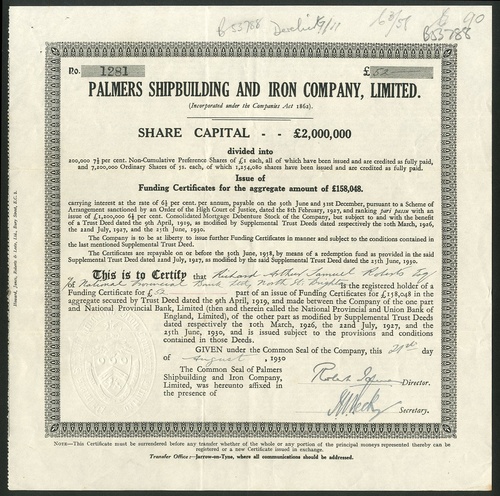 B55788
90
B55788
No. 1281 £52
PALMERS SHIPBUILDING AND IRON COMPANY, LIMITED.
(Incorporated under the Companies Act 1862).
SHARE CAPITAL - - £2,000,000
divided into
200,000 7½ per cent. Non-Cumulative Preference Shares of £1 each, all of which have been issued and are credited as fully paid,
and 7,200,000 Ordinary Shares of 5s. each, of which 1,254,080 shares have been issued and are credited as fully paid.
Issue of
Funding Certificates for the aggregate amount of £158,048.
carrying interest at the rate of 6½ per cent. per annum, payable on the 30th June and 31st December, pursuant to a Scheme of
Arrangement sanctioned by an Order of the High Court of Justice, dated the 8th February, 1927, and ranking pari passu with an
issue of £1,200,000 6½ per cent. Consolidated Mortgage Debenture Stock of the Company, but subject to and with the benefit
of a Trust Deed dated the 9th April, 1919, as modified by Supplemental Trust Deeds dated respectively the 10th March, 1926,
the 22nd July, 1927, and the 25th June, 1930.
The Company is to be at liberty to issue further Funding Certificates in manner and subject to the conditions contained in
the last mentioned Supplemental Trust Deed.
The Certificates are repayable on or before the 30th June, 1958, by means of a redemption fund as provided in the said
Supplemental Trust Deed dated 22nd July, 1927, as modified by the said Supplemental Trust Deed dated the 25th June, 1930.
This is to Certify that Richard Arthur Samuel Roberts Esq
National Provincial Bank Ltd, North St. is the registered holder of a
Funding Certificate for £52 part of an issue of Funding Certificates for £158,048 in the
aggregate secured by Trust Deed dated the 9th April, 1919, and made between the Company of the one part
and National Provincial Bank, Limited (then and therein called the National Provincial and Union Bank of
England, Limited), of the other part as modified by Supplemental Trust Deeds
dated respectively the 10th March, 1926, the 22nd July, 1927, and the
25th June, 1930, and is issued subject to the provisions and conditions
contained in those Deeds.
GIVEN under the Common Seal of the Company, this day
of August, 1930
The Common Seal of Palmers
Shipbuilding and Iron Company,
Limited, was hereunto affixed
in the presence of
Director.
Secretary.
NOTE—This Certificate must be surrendered before any transfer whether of the whole or any portion of the principal moneys represented thereby can be
registered or a new Certificate issued in exchange.
Transfer Office:—Jarrow-on-Tyne, where all communications should be addressed.